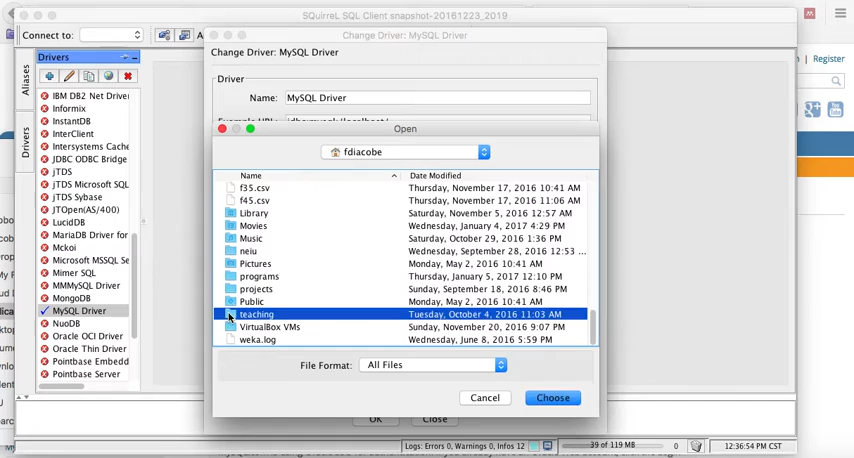 SQuirreL SQL Client snapshot-20161223_2019
Connect to:
Register
Change Driver: MySQL Driver
Change Driver: MySQL Driver
Driver
Name: MySQL Driver
Aliases
Drivers
Drivers
IBM DB2 Net Driver
Informix
InstantDB
InterClient
Intersystems Cache
JDBC ODBC Bridge
jTDS
jTDS Microsoft SQL
jTDS Sybase
JTOpen(AS/400)
LucidDB
MariaDB Driver for
Mckoi
Microsoft MSSQL Se
Mimer SQL
MMMySQL Driver
MongoDB
MySQL Driver
NuoDB
Oracle OCI Driver
Oracle Thin Driver
Pointbase Embedd
Pointbase Server
Open
fdiacobe
Name Date Modified
f35.csv Thursday, November 17, 2016 10:41 AM
f45.csv Thursday, November 17, 2016 11:06 AM
Library Saturday, November 5, 2016 12:57 AM
Movies Wednesday, January 4, 2017 4:29 PM
Music Saturday, October 29, 2016 1:36 PM
neiu Wednesday, September 28, 2016 12:53 ...
Pictures Monday, May 2, 2016 10:41 AM
programs Thursday, January 5, 2017 12:10 PM
projects Sunday, September 18, 2016 8:46 PM
Public Monday, May 2, 2016 10:41 AM
teaching Tuesday, October 4, 2016 11:03 AM
VirtualBox VMs Sunday, November 20, 2016 9:07 PM
weka.log Wednesday, June 8, 2016 5:59 PM
File Format: All Files
Cancel Choose
OK Close
Logs: Errors 0, Warnings 0, Infos 12 39 of 119 MB 0 12:36:54 PM CST